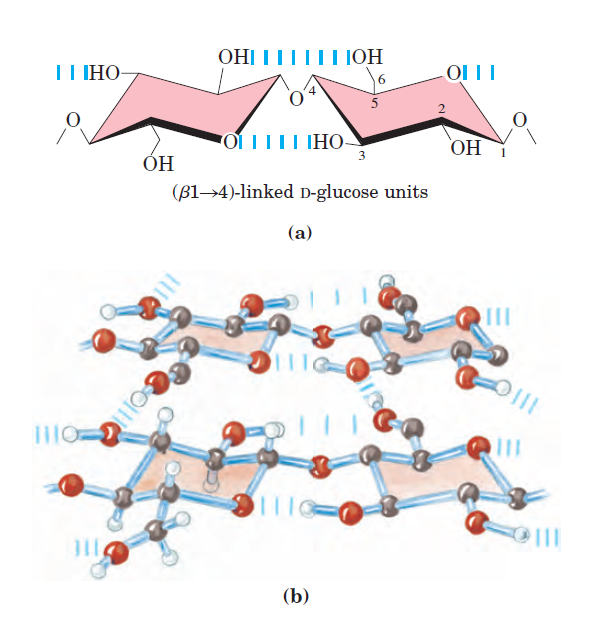 OH OH
HO O
6
O 4 5 2
O O HO O
3 OH 1
OH
(β1→4)-linked D-glucose units
(a)
(b)